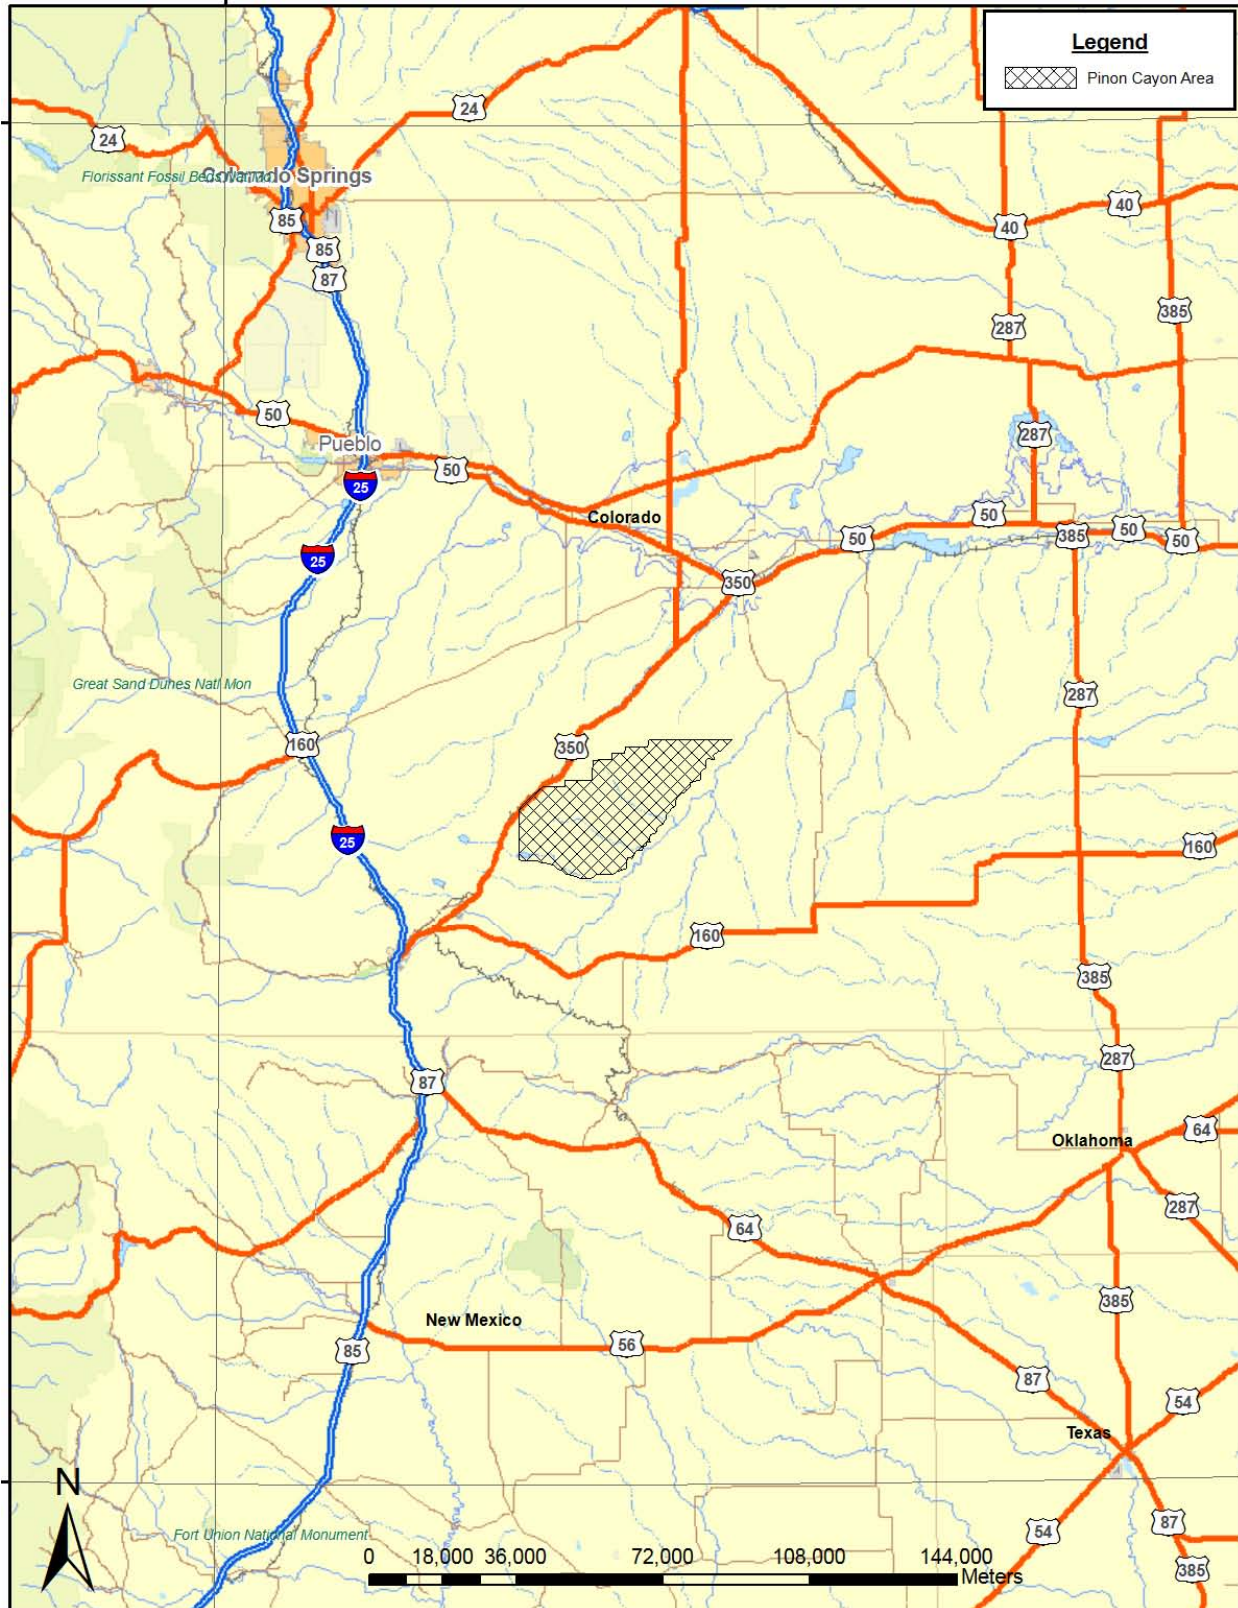 Legend
Pinon Cayon Area
24
24
Florissant Fossil Beds Natl Mo
Colorado Springs
85
40
40
85
87
385
287
50
287
Pueblo
50
25
Colorado
50
50
50
385
50
25
350
Great Sand Dunes Natl Mon
287
160
350
25
160
160
385
287
87
64
Oklahoma
287
64
385
New Mexico
56
85
87
54
Texas
N
87
54
Fort Union National Monument
0 18,000 36,000 72,000 108,000 144,000
Meters
385